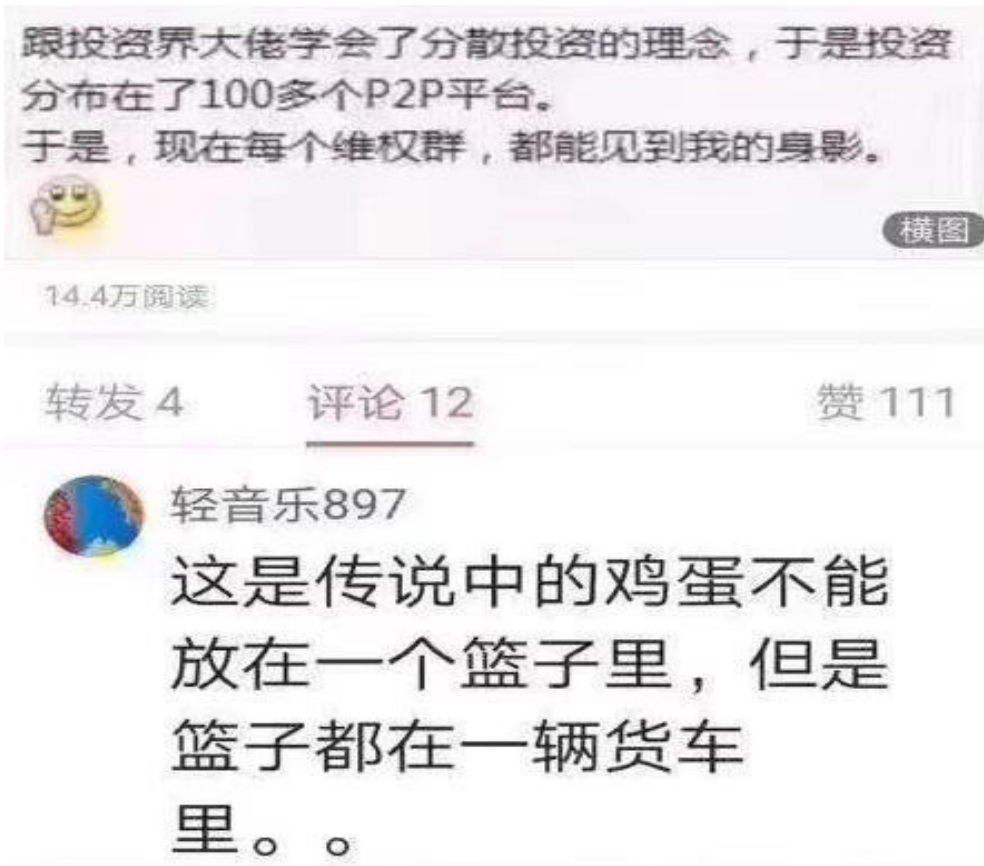 跟投资界大佬学会了分散投资的理念，于是投资
分布在了100多个P2P平台。
于是，现在每个维权群，都能见到我的身影。
横图
14.4万阅读
转发 4 评论 12 赞 111
轻音乐897
这是传说中的鸡蛋不能
放在一个篮子里，但是
篮子都在一辆货车
里。。